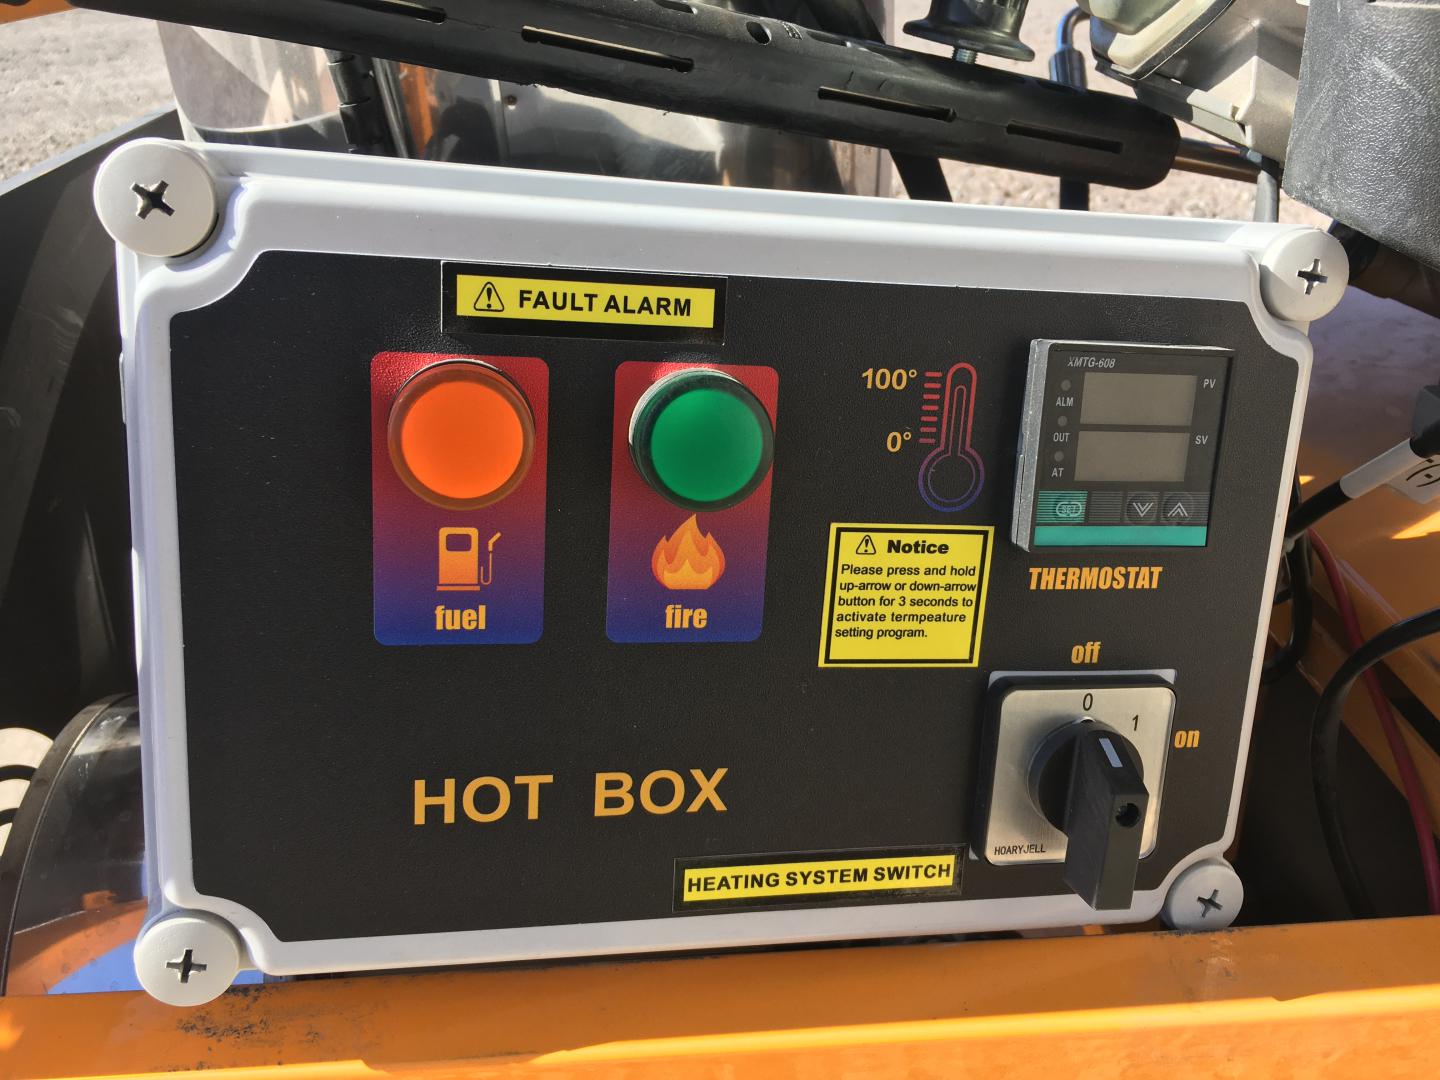 FAULT ALARM
fuel
fire
100°
0°
XMTG-608
PV
ALM
OUT
SV
AT
SET
THERMOSTAT
Notice
Please press and hold
up-arrow or down-arrow
button for 3 seconds to
activate termpeature
setting program.
off
0
1
on
HOARYJELL
HOT BOX
HEATING SYSTEM SWITCH